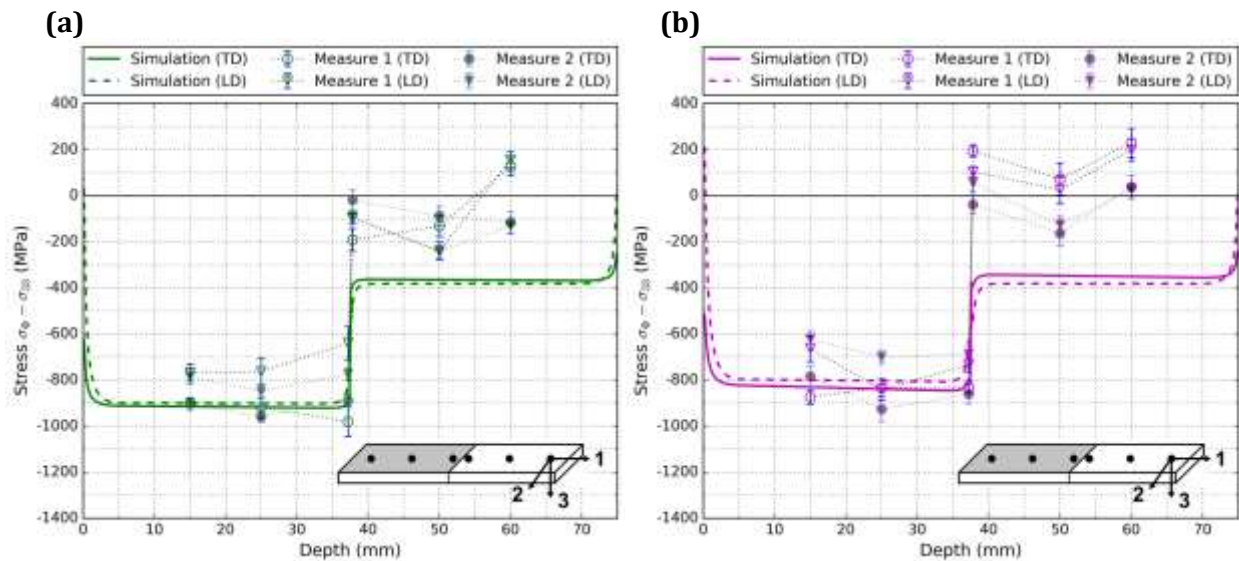 (a)
Simulation (TD) Measure 1 (TD) Measure 2 (TD)
Simulation (LD) Measure 1 (LD) Measure 2 (LD)
400
200
0
-200
-400
-600
-800
-1000
-1200
-1400
Stress σΦ − σ33 (MPa)
0 10 20 30 40 50 60 70
Depth (mm)
1
2
3
(b)
Simulation (TD) Measure 1 (TD) Measure 2 (TD)
Simulation (LD) Measure 1 (LD) Measure 2 (LD)
400
200
0
-200
-400
-600
-800
-1000
-1200
-1400
Stress σΦ − σ33 (MPa)
0 10 20 30 40 50 60 70
Depth (mm)
1
2
3